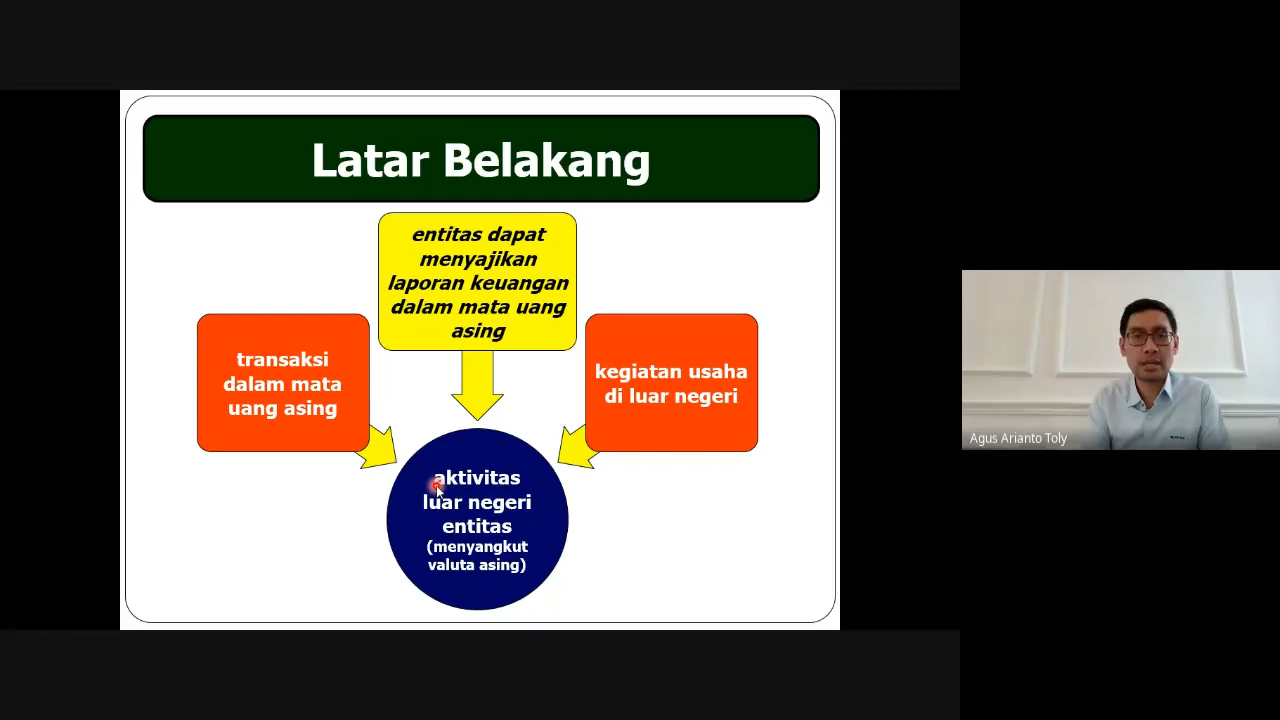 Latar Belakang
entitas dapat
menyajikan
laporan keuangan
dalam mata uang
asing
transaksi
dalam mata
uang asing
kegiatan usaha
di luar negeri
aktivitas
luar negeri
entitas
(menyangkut
valuta asing)
Agus Arianto Toly